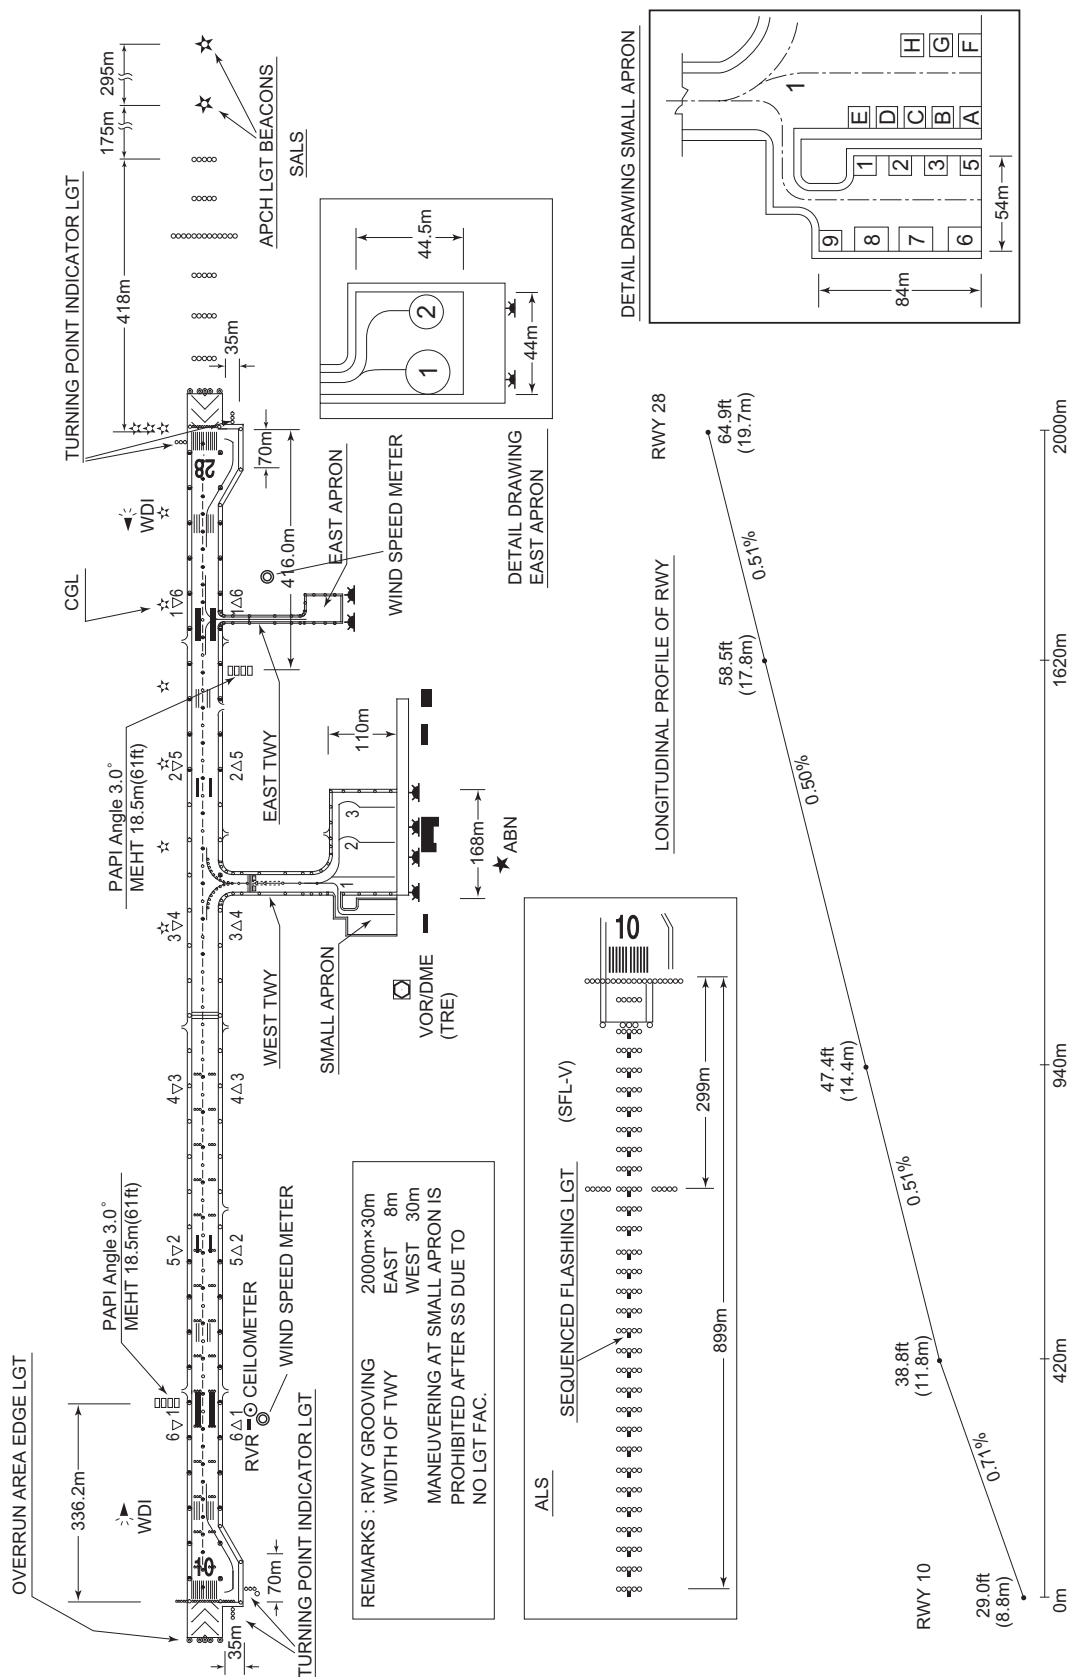 OVERRUN AREA EDGE LGT
336.2m
WDI
10
35m
70m
TURNING POINT INDICATOR LGT
PAPI Angle 3.0°
MEHT 18.5m(61ft)
6▽1
6△1
RVR
CEILOMETER
WIND SPEED METER
5▽2
5△2
4▽3
4△3
3▽4
3△4
2▽5
2△5
1▽6
1△6
WEST TWY
SMALL APRON
VOR/DME
(TRE)
1
2
3
110m
168m
ABN
PAPI Angle 3.0°
MEHT 18.5m(61ft)
EAST TWY
CGL
WDI
416.0m
EAST APRON
WIND SPEED METER
28
70m
35m
TURNING POINT INDICATOR LGT
418m
175m
295m
APCH LGT BEACONS
SALS
DETAIL DRAWING
EAST APRON
1
2
44.5m
44m
DETAIL DRAWING SMALL APRON
1
9
8
7
6
1
2
3
5
E
D
C
B
A
H
G
F
84m
54m
REMARKS : RWY GROOVING 2000m×30m
WIDTH OF TWY EAST 8m
WEST 30m
MANEUVERING AT SMALL APRON IS
PROHIBITED AFTER SS DUE TO
NO LGT FAC.
ALS
SEQUENCED FLASHING LGT
(SFL-V)
10
299m
899m
LONGITUDINAL PROFILE OF RWY
RWY 10
RWY 28
29.0ft
(8.8m)
0.71%
38.8ft
(11.8m)
0.51%
47.4ft
(14.4m)
0.50%
58.5ft
(17.8m)
0.51%
64.9ft
(19.7m)
0m
420m
940m
1620m
2000m